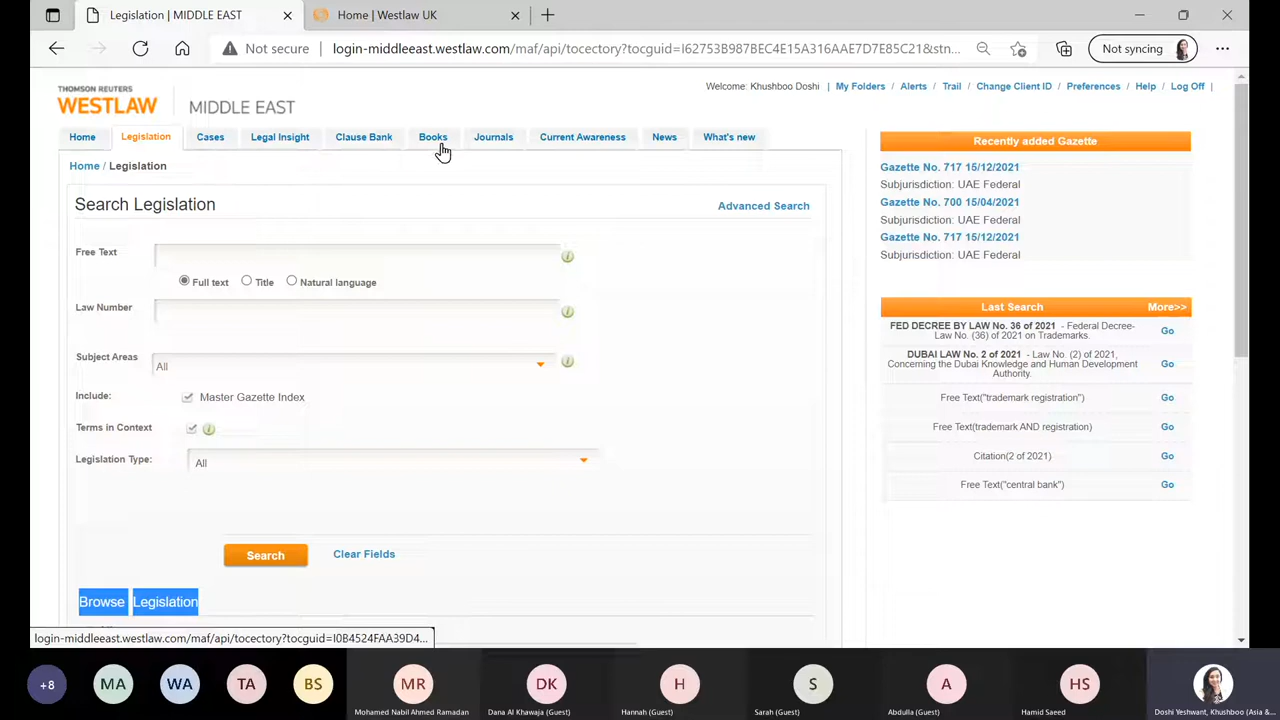 Legislation | MIDDLE EAST
Home | Westlaw UK
Not secure
login-middleeast.westlaw.com/maf/api/tocectory?tocguid=I62753B987BEC4E15A316AAE7D7E85C21&stn...
Not syncing
THOMSON REUTERS
WESTLAW
MIDDLE EAST
Welcome: Khushboo Doshi | My Folders | Alerts | Trail | Change Client ID | Preferences | Help | Log Off |
Home Legislation Cases Legal Insight Clause Bank Books Journals Current Awareness News What's new
Home / Legislation
Search Legislation
Advanced Search
Free Text
Full text Title Natural language
Law Number
Subject Areas
All
Include:
Master Gazette Index
Terms in Context
Legislation Type:
All
Search
Clear Fields
Browse Legislation
Recently added Gazette
Gazette No. 717 15/12/2021
Subjurisdiction: UAE Federal
Gazette No. 700 15/04/2021
Subjurisdiction: UAE Federal
Gazette No. 717 15/12/2021
Subjurisdiction: UAE Federal
Last Search More>>
FED DECREE BY LAW No. 36 of 2021 - Federal Decree-
Law No. (36) of 2021 on Trademarks.
Go
DUBAI LAW No. 2 of 2021 - Law No. (2) of 2021,
Concerning the Dubai Knowledge and Human Development
Authority.
Go
Free Text("trademark registration") Go
Free Text(trademark AND registration) Go
Citation(2 of 2021) Go
Free Text("central bank") Go
login-middleeast.westlaw.com/maf/api/tocectory?tocguid=I0B4524FAA39D4...
+8
MA
WA
TA
BS
MR
Mohamed Nabil Ahmed Ramadan
DK
Dana Al Khawaja (Guest)
H
Hannah (Guest)
S
Sarah (Guest)
A
Abdulla (Guest)
HS
Hamid Saeed
Doshi Yeshwant, Khushboo (Asia &...